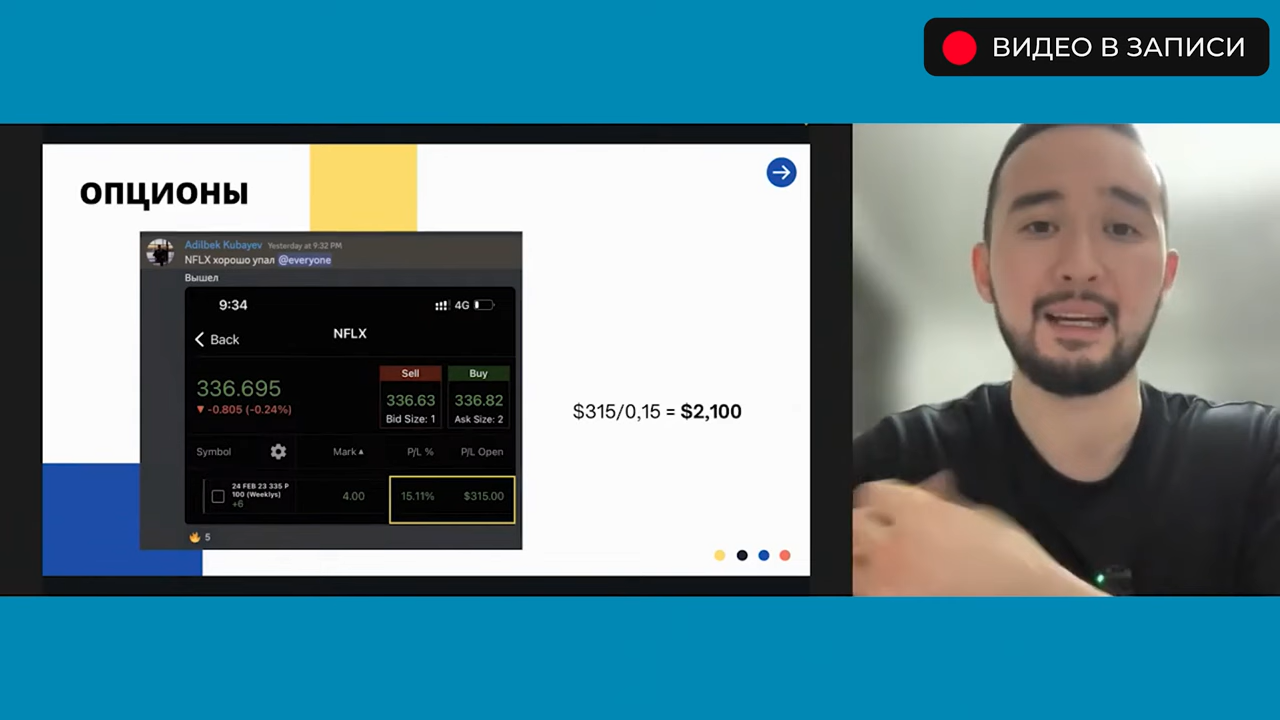 ВИДЕО В ЗАПИСИ
ОПЦИОНЫ
Adilbek Kubayev Yesterday at 9:32 PM
NFLX хорошо упал @everyone
Вышел
9:34
4G
Back
NFLX
336.695
▼ -0.805 (-0.24%)
Sell
336.63
Bid Size: 1
Buy
336.82
Ask Size: 2
Symbol
Mark▲
P/L %
P/L Open
24 FEB 23 335 P
100 (Weeklys)
+6
4.00
15.11%
$315.00
5
$315/0,15 = $2,100